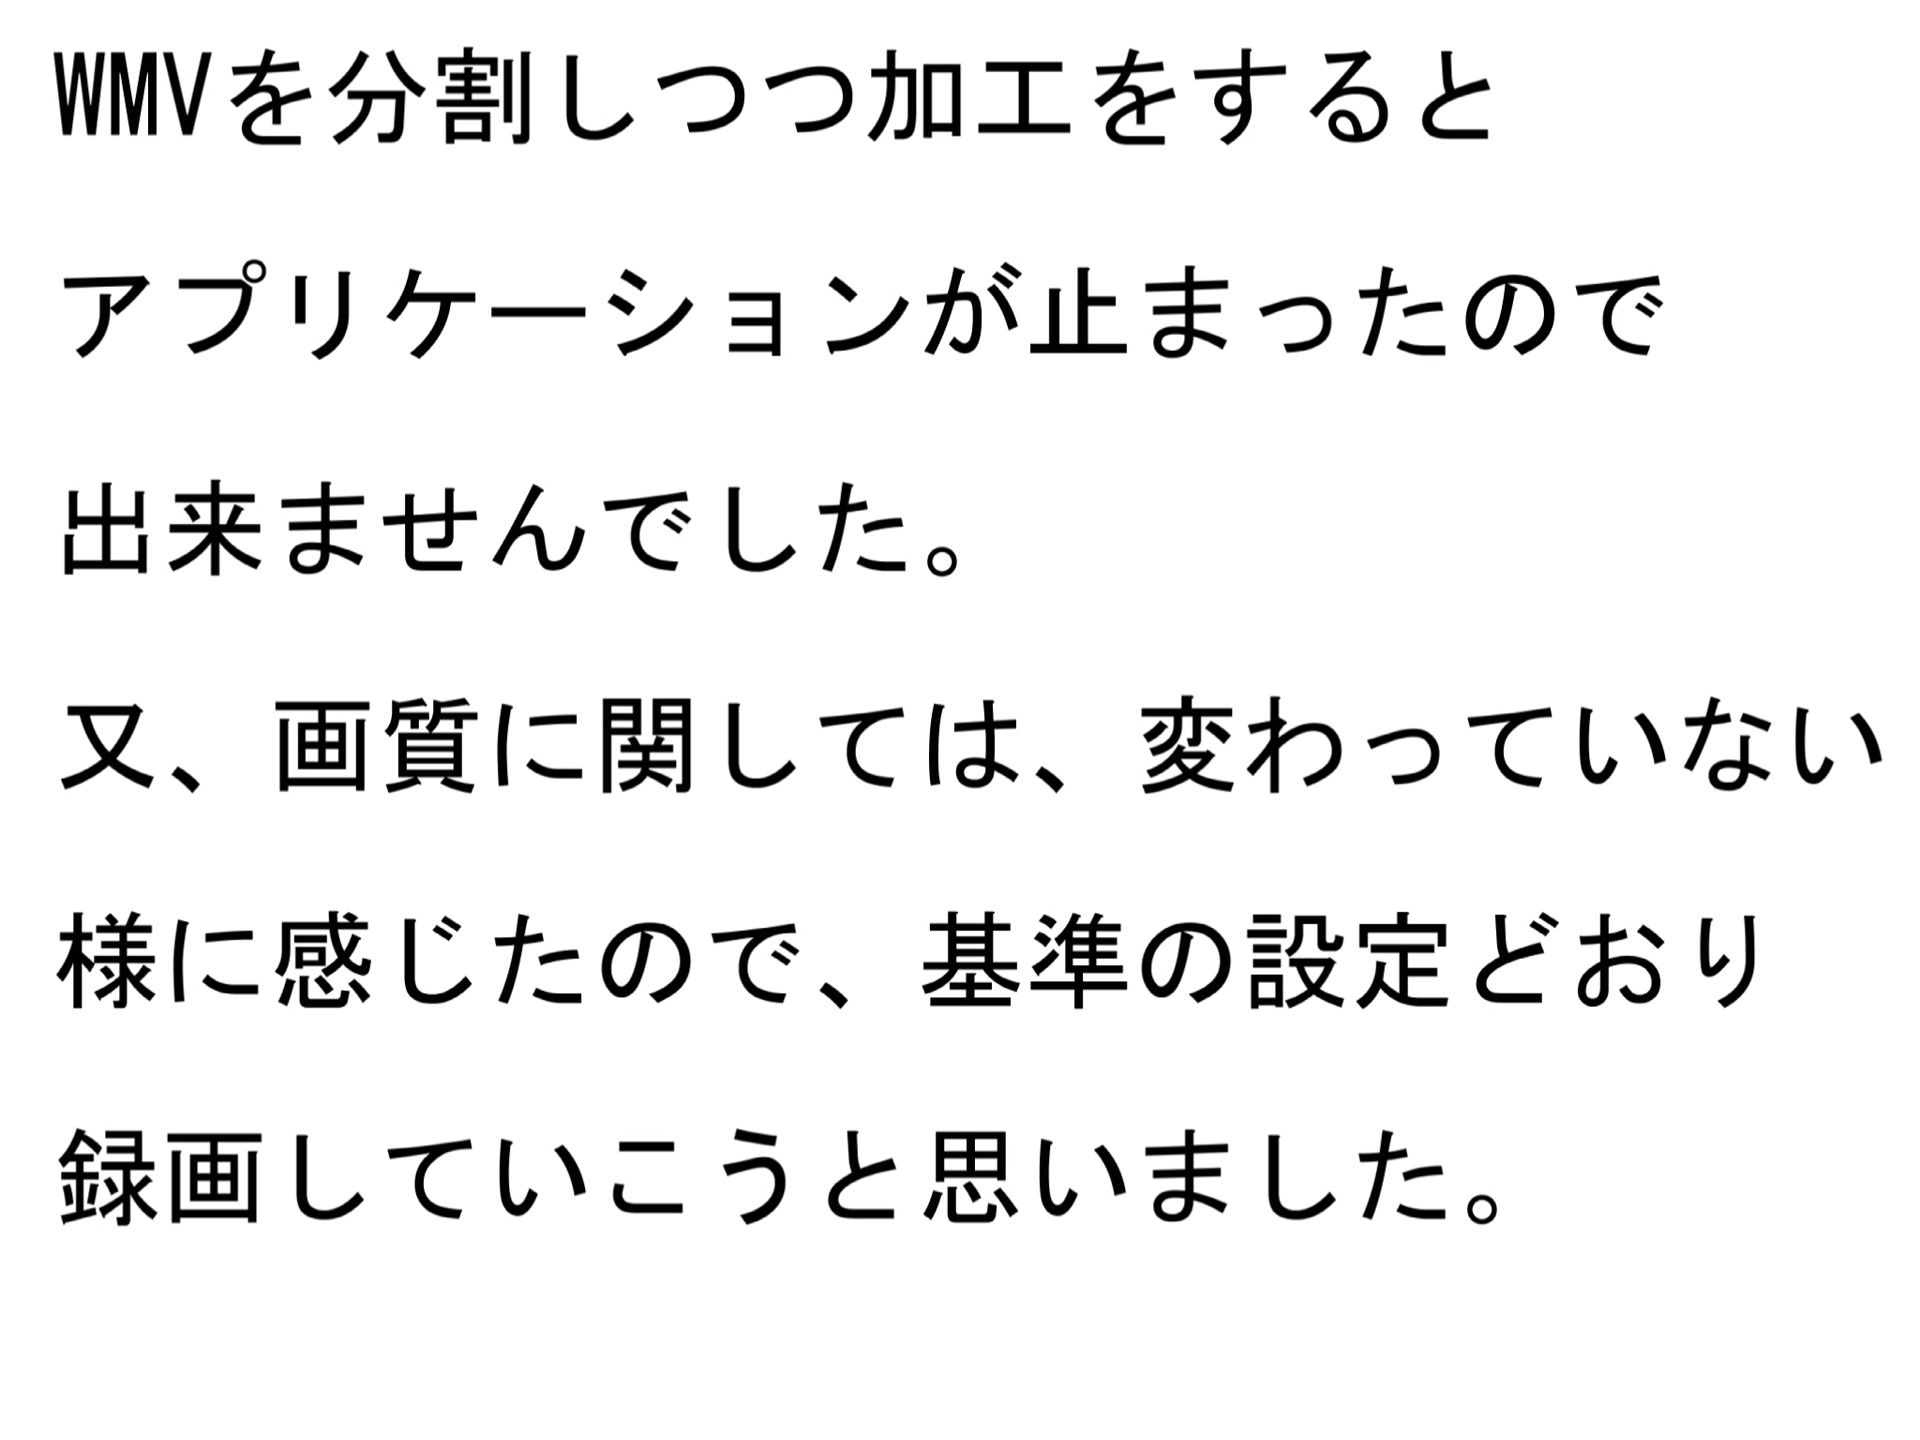 WMVを分割しつつ加工をすると
アプリケーションが止まったので
出来ませんでした。
又、画質に関しては、変わっていない
様に感じたので、基準の設定どおり
録画していこうと思いました。